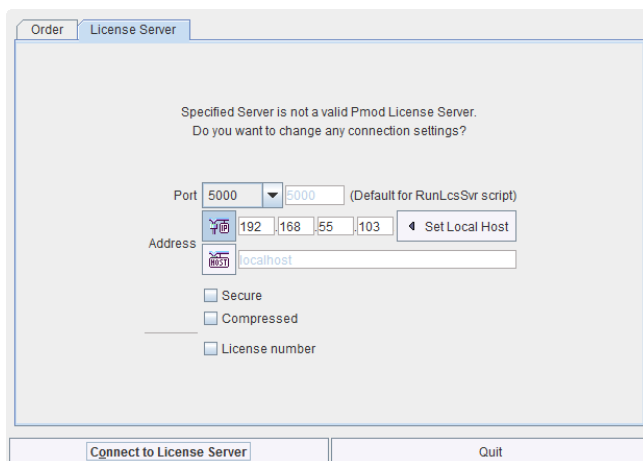 Order License Server
Specified Server is not a valid Pmod License Server.
Do you want to change any connection settings?
Port 5000 5000 (Default for RunLcsSvr script)
IP 192 .168 .55 .103 Set Local Host
Address
HOST localhost
Secure
Compressed
License number
Connect to License Server Quit